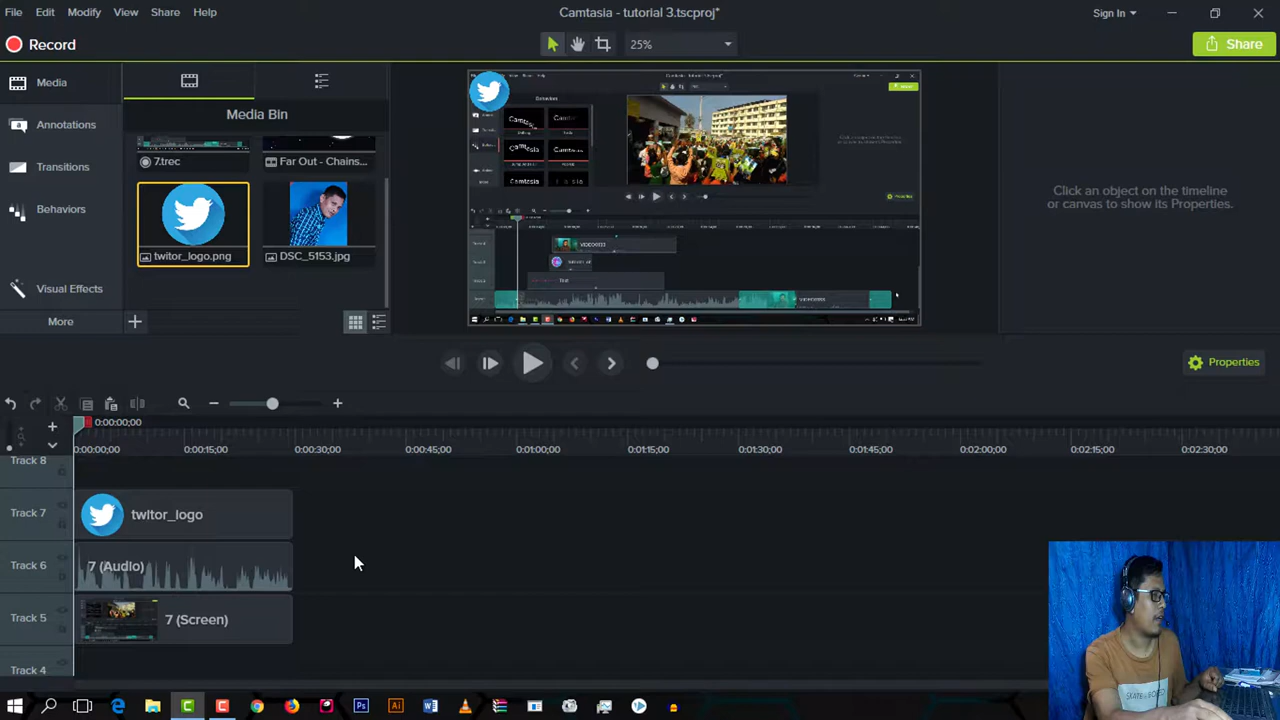 File Edit Modify View Share Help
Camtasia - tutorial 3.tscproj*
Sign In
Record
25%
Share
Media
Annotations
Transitions
Behaviors
Visual Effects
More
Media Bin
7.trec
Far Out - Chains...
twitor_logo.png
DSC_5153.jpg
Behaviors
Click an object on the timeline
or canvas to show its Properties.
Properties
0:00:00;00
0:00:00;00 0:00:15;00 0:00:30;00 0:00:45;00 0:01:00;00 0:01:15;00 0:01:30;00 0:01:45;00 0:02:00;00 0:02:15;00 0:02:30;00
Track 8
Track 7
twitor_logo
Track 6
7 (Audio)
Track 5
7 (Screen)
Track 4